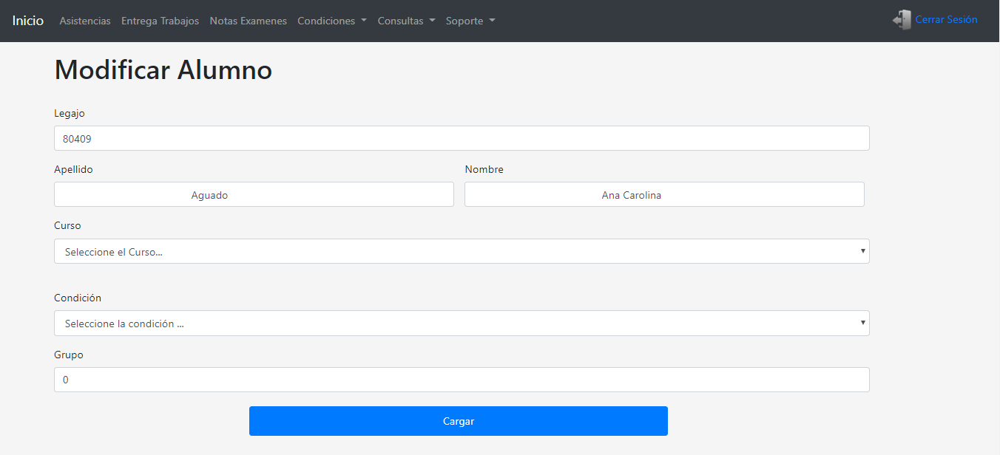 Inicio Asistencias Entrega Trabajos Notas Examenes Condiciones Consultas Soporte Cerrar Sesión
Modificar Alumno
Legajo
80409
Apellido Nombre
Aguado Ana Carolina
Curso
Seleccione el Curso...
Condición
Seleccione la condición ...
Grupo
0
Cargar